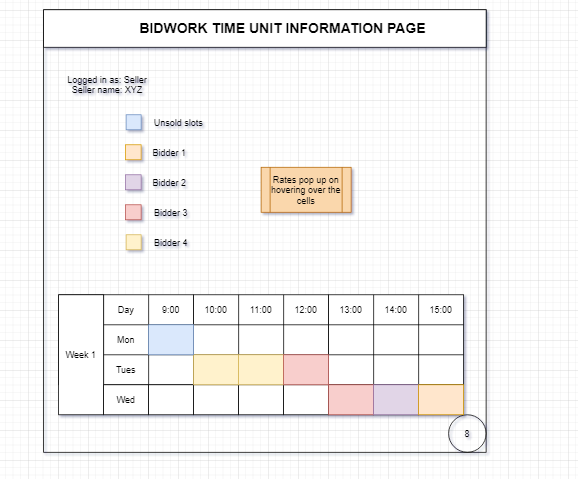 BIDWORK TIME UNIT INFORMATION PAGE
Logged in as: Seller
Seller name: XYZ
Unsold slots
Bidder 1
Bidder 2
Bidder 3
Bidder 4
Rates pop up on
hovering over the
cells
Day 9:00 10:00 11:00 12:00 13:00 14:00 15:00
Week 1
Mon
Tues
Wed
8